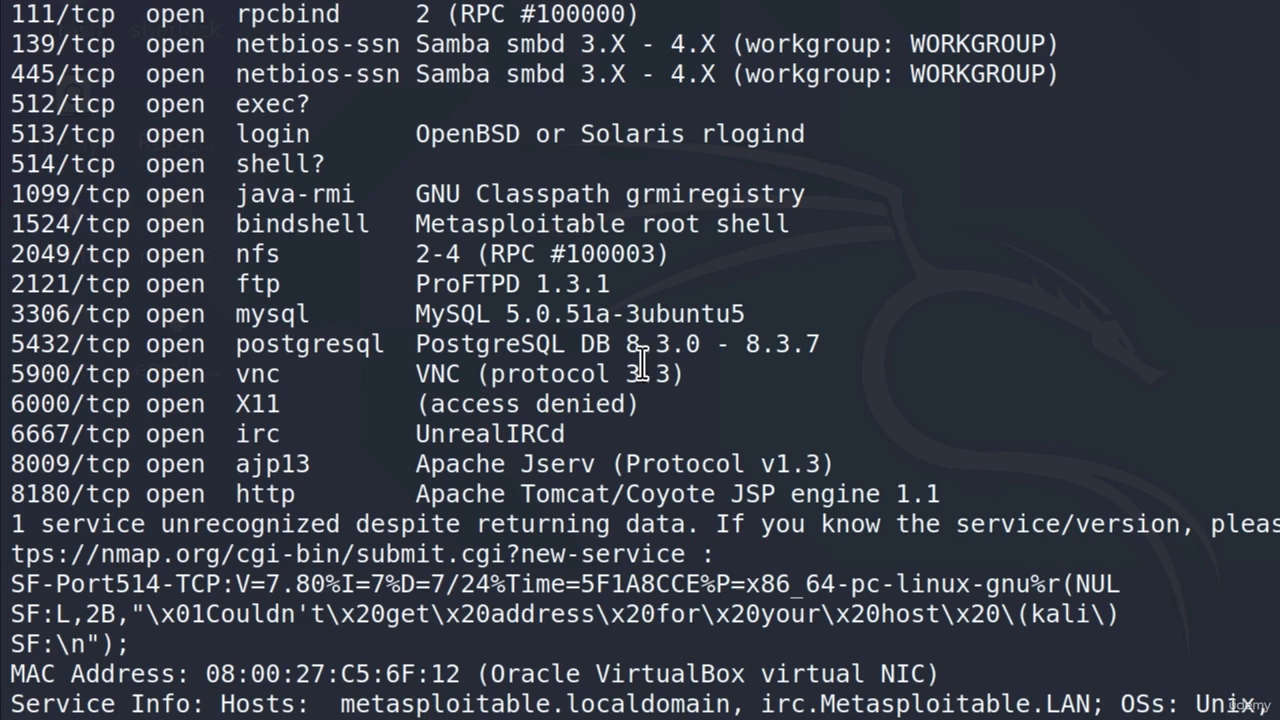 111/tcp open rpcbind 2 (RPC #100000)
139/tcp open netbios-ssn Samba smbd 3.X - 4.X (workgroup: WORKGROUP)
445/tcp open netbios-ssn Samba smbd 3.X - 4.X (workgroup: WORKGROUP)
512/tcp open exec?
513/tcp open login OpenBSD or Solaris rlogind
514/tcp open shell?
1099/tcp open java-rmi GNU Classpath grmiregistry
1524/tcp open bindshell Metasploitable root shell
2049/tcp open nfs 2-4 (RPC #100003)
2121/tcp open ftp ProFTPD 1.3.1
3306/tcp open mysql MySQL 5.0.51a-3ubuntu5
5432/tcp open postgresql PostgreSQL DB 8.3.0 - 8.3.7
5900/tcp open vnc VNC (protocol 3.3)
6000/tcp open X11 (access denied)
6667/tcp open irc UnrealIRCd
8009/tcp open ajp13 Apache Jserv (Protocol v1.3)
8180/tcp open http Apache Tomcat/Coyote JSP engine 1.1
1 service unrecognized despite returning data. If you know the service/version, pleas
tps://nmap.org/cgi-bin/submit.cgi?new-service :
SF-Port514-TCP:V=7.80%I=7%D=7/24%Time=5F1A8CCE%P=x86_64-pc-linux-gnu%r(NUL
SF:L,2B,"\x01Couldn't\x20get\x20address\x20for\x20your\x20host\x20\(kali\)
SF:\n");
MAC Address: 08:00:27:C5:6F:12 (Oracle VirtualBox virtual NIC)
Service Info: Hosts: metasploitable.localdomain, irc.Metasploitable.LAN; OSs: Unix,
udemy